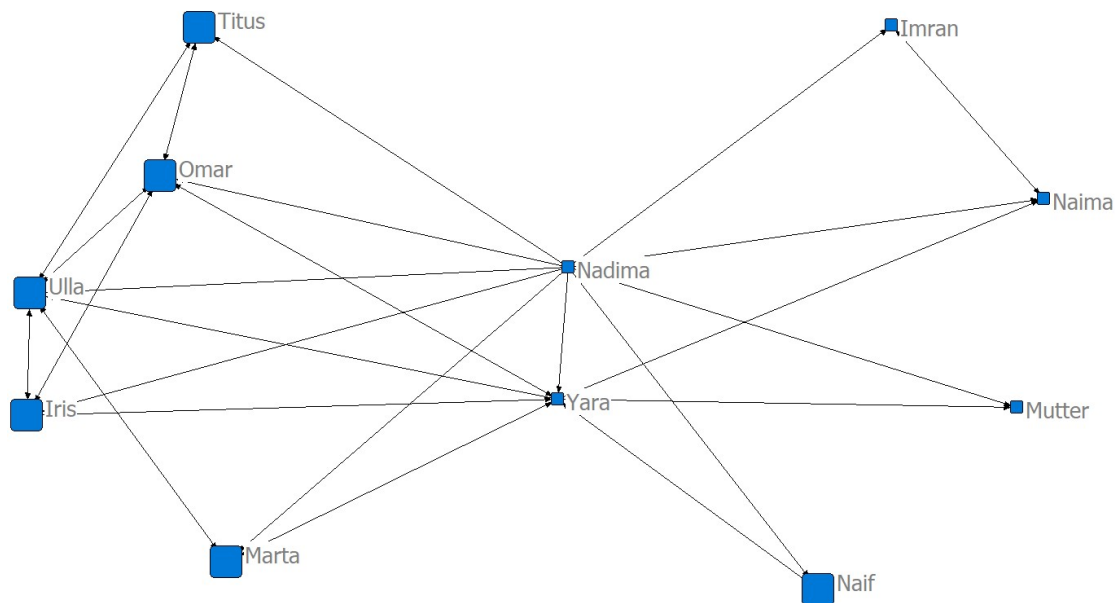 Titus
Imran
Omar
Naima
Nadima
Ulla
Yara
Iris
Mutter
Marta
Naif